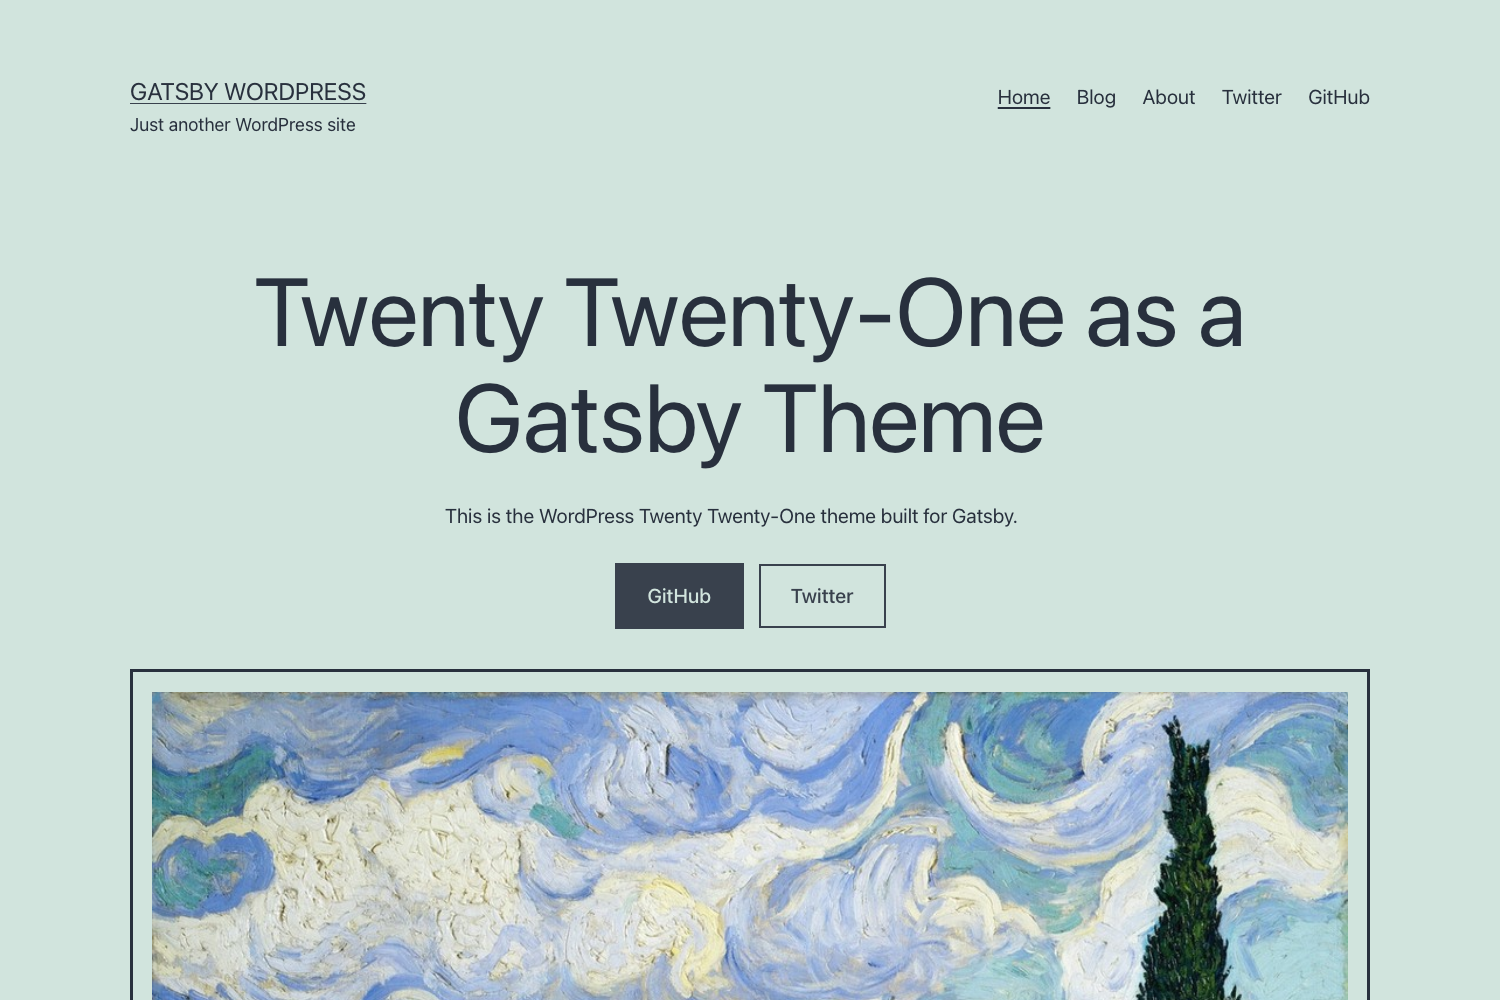 GATSBY WORDPRESS
Just another WordPress site
Home Blog About Twitter GitHub
Twenty Twenty-One as a
Gatsby Theme
This is the WordPress Twenty Twenty-One theme built for Gatsby.
GitHub Twitter